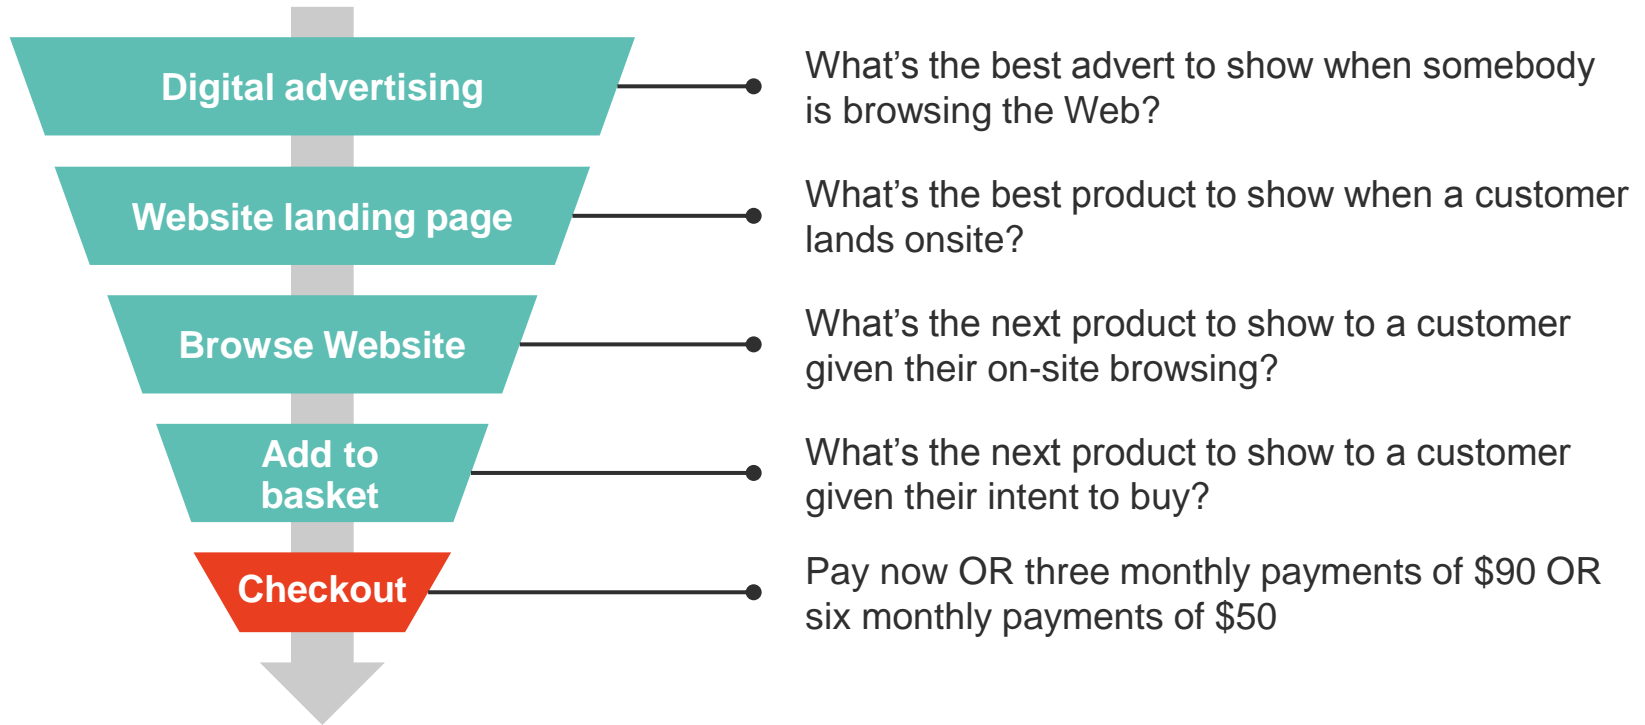 Digital advertising
What’s the best advert to show when somebody
is browsing the Web?
Website landing page
What’s the best product to show when a customer
lands onsite?
Browse Website
What’s the next product to show to a customer
given their on-site browsing?
Add to
basket
What’s the next product to show to a customer
given their intent to buy?
Checkout
Pay now OR three monthly payments of $90 OR
six monthly payments of $50